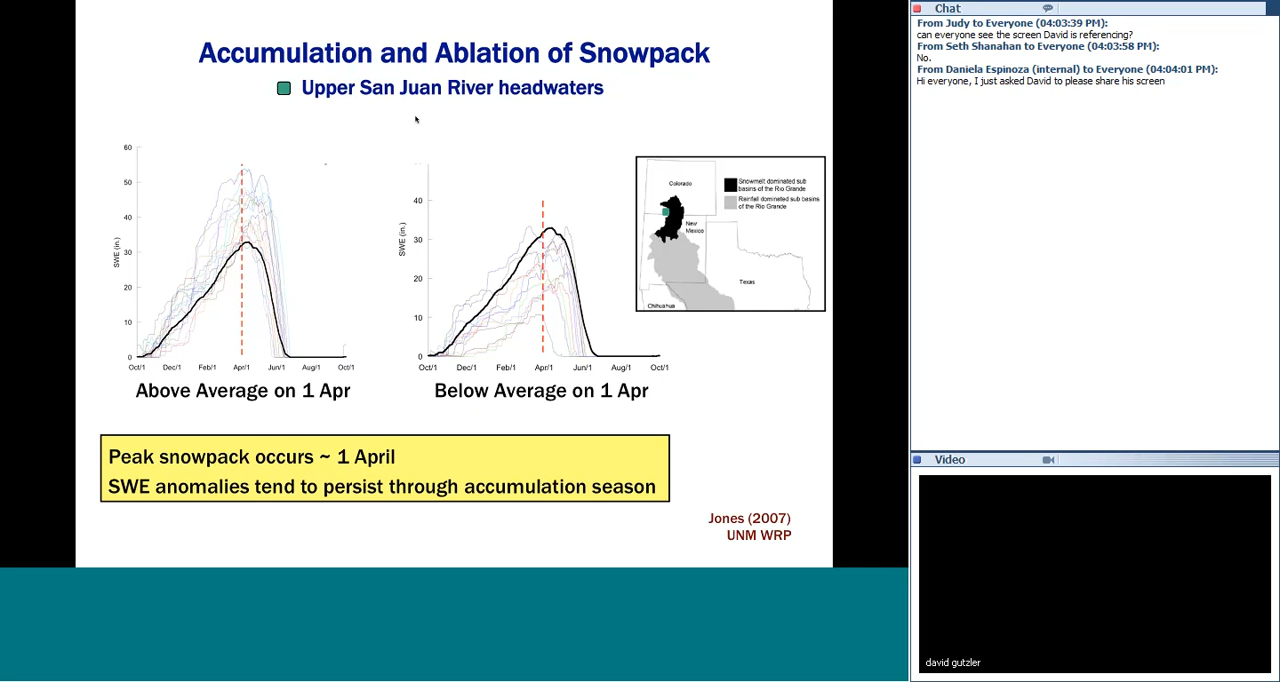 Accumulation and Ablation of Snowpack
Upper San Juan River headwaters
60
50
40
30
20
10
0
SWE (in.)
Oct/1 Dec/1 Feb/1 Apr/1 Jun/1 Aug/1 Oct/1
Above Average on 1 Apr
40
30
20
10
0
SWE (in.)
Oct/1 Dec/1 Feb/1 Apr/1 Jun/1 Aug/1 Oct/1
Below Average on 1 Apr
Colorado
Snowmelt dominated sub
basins of the Rio Grande
Rainfall dominated sub basins
of the Rio Grande
New
Mexico
Texas
Chihuahua
Peak snowpack occurs ~ 1 April
SWE anomalies tend to persist through accumulation season
Jones (2007)
UNM WRP
Chat
From Judy to Everyone (04:03:39 PM):
can everyone see the screen David is referencing?
From Seth Shanahan to Everyone (04:03:58 PM):
No.
From Daniela Espinoza (internal) to Everyone (04:04:01 PM):
Hi everyone, I just asked David to please share his screen
Video
david gutzler